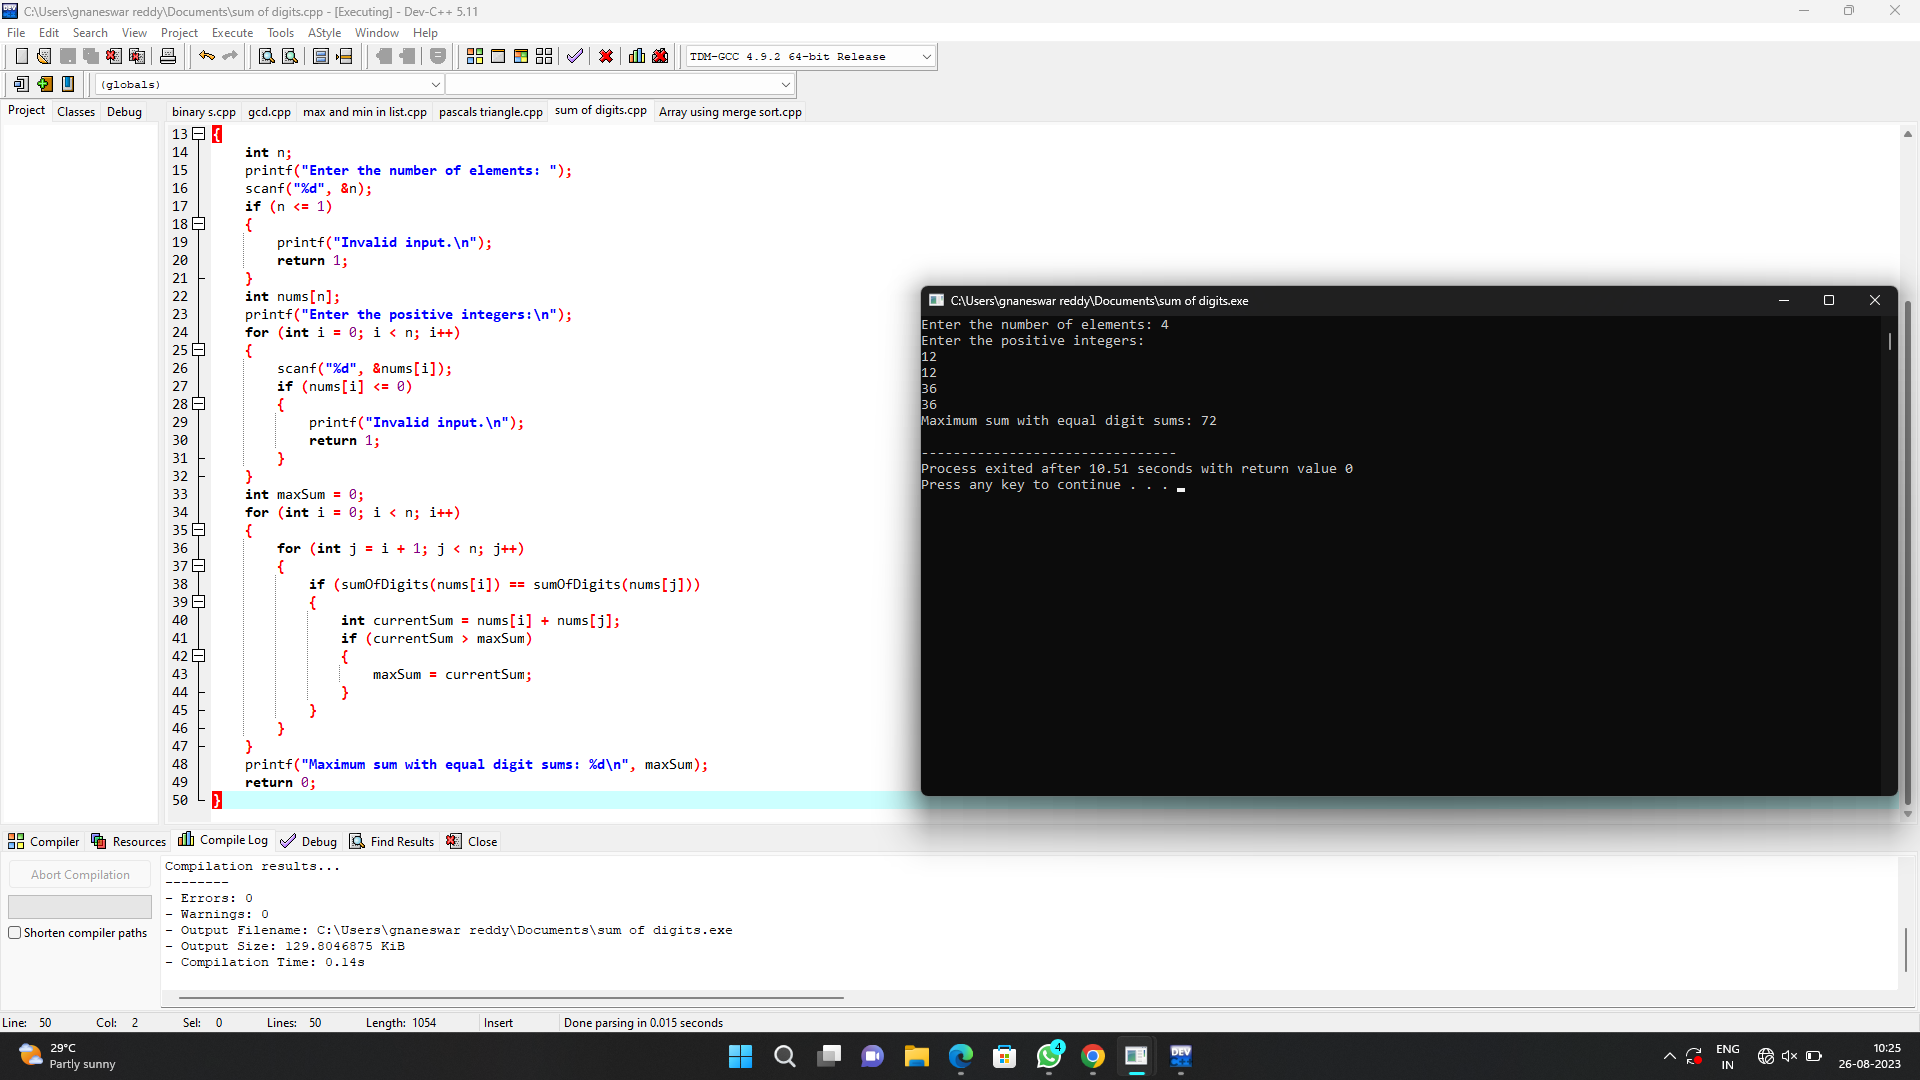 C:\Users\gnaneswar reddy\Documents\sum of digits.cpp - [Executing] - Dev-C++ 5.11
File Edit Search View Project Execute Tools AStyle Window Help
TDM-GCC 4.9.2 64-bit Release
(globals)
Project Classes Debug
binary s.cpp gcd.cpp max and min in list.cpp pascals triangle.cpp sum of digits.cpp Array using merge sort.cpp
13 {
14 int n;
15 printf("Enter the number of elements: ");
16 scanf("%d", &n);
17 if (n <= 1)
18 {
19 printf("Invalid input.\n");
20 return 1;
21 }
22 int nums[n];
23 printf("Enter the positive integers:\n");
24 for (int i = 0; i < n; i++)
25 {
26 scanf("%d", &nums[i]);
27 if (nums[i] <= 0)
28 {
29 printf("Invalid input.\n");
30 return 1;
31 }
32 }
33 int maxSum = 0;
34 for (int i = 0; i < n; i++)
35 {
36 for (int j = i + 1; j < n; j++)
37 {
38 if (sumOfDigits(nums[i]) == sumOfDigits(nums[j]))
39 {
40 int currentSum = nums[i] + nums[j];
41 if (currentSum > maxSum)
42 {
43 maxSum = currentSum;
44 }
45 }
46 }
47 }
48 printf("Maximum sum with equal digit sums: %d\n", maxSum);
49 return 0;
50 }
C:\Users\gnaneswar reddy\Documents\sum of digits.exe
Enter the number of elements: 4
Enter the positive integers:
12
12
36
36
Maximum sum with equal digit sums: 72
--------------------------------
Process exited after 10.51 seconds with return value 0
Press any key to continue . . .
Compiler Resources Compile Log Debug Find Results Close
Abort Compilation
Shorten compiler paths
Compilation results...
--------
- Errors: 0
- Warnings: 0
- Output Filename: C:\Users\gnaneswar reddy\Documents\sum of digits.exe
- Output Size: 129.8046875 KiB
- Compilation Time: 0.14s
Line: 50 Col: 2 Sel: 0 Lines: 50 Length: 1054 Insert Done parsing in 0.015 seconds
29°C
Partly sunny
DEV
4
ENG
IN
10:25
26-08-2023